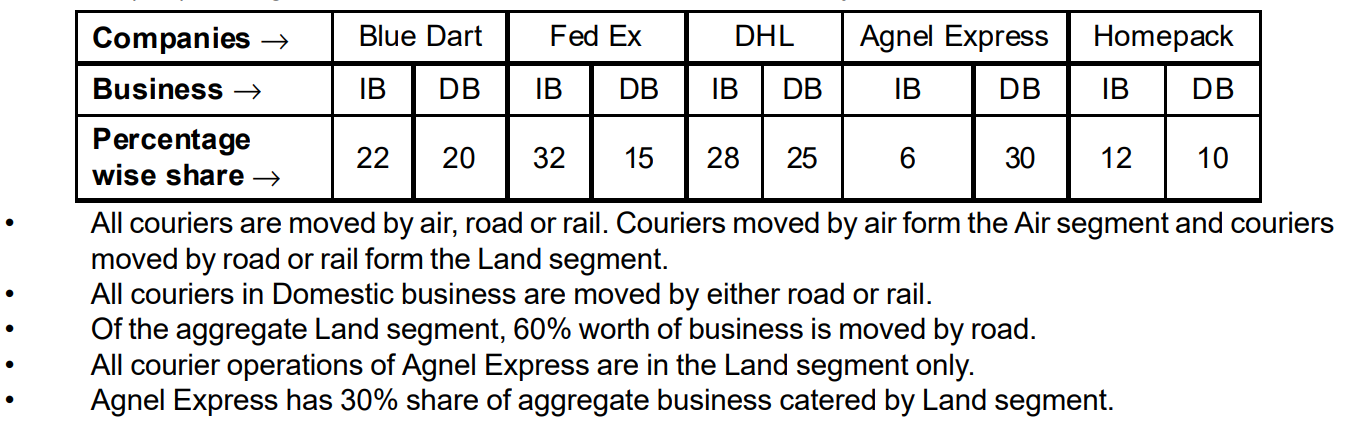 Companies → Blue Dart Fed Ex DHL Agnel Express Homepack
Business → IB DB IB DB IB DB IB DB IB DB
Percentage
wise share → 22 20 32 15 28 25 6 30 12 10
• All couriers are moved by air, road or rail. Couriers moved by air form the Air segment and couriers
moved by road or rail form the Land segment.
• All couriers in Domestic business are moved by either road or rail.
• Of the aggregate Land segment, 60% worth of business is moved by road.
• All courier operations of Agnel Express are in the Land segment only.
• Agnel Express has 30% share of aggregate business catered by Land segment.